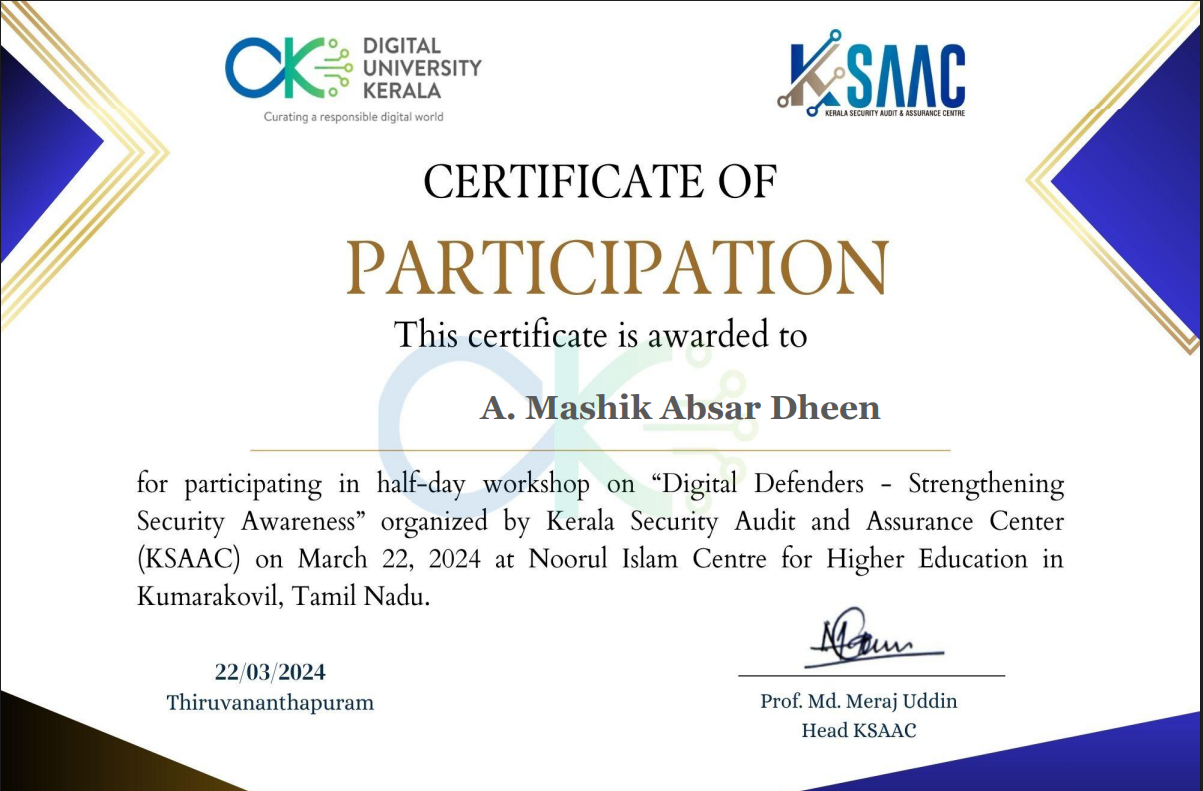 DIGITAL
UNIVERSITY
KERALA
Curating a responsible digital world
KSAAC
KERALA SECURITY AUDIT & ASSURANCE CENTRE
CERTIFICATE OF
PARTICIPATION
This certificate is awarded to
A. Mashik Absar Dheen
for participating in half-day workshop on “Digital Defenders - Strengthening
Security Awareness” organized by Kerala Security Audit and Assurance Center
(KSAAC) on March 22, 2024 at Noorul Islam Centre for Higher Education in
Kumarakovil, Tamil Nadu.
22/03/2024
Thiruvananthapuram
Prof. Md. Meraj Uddin
Head KSAAC